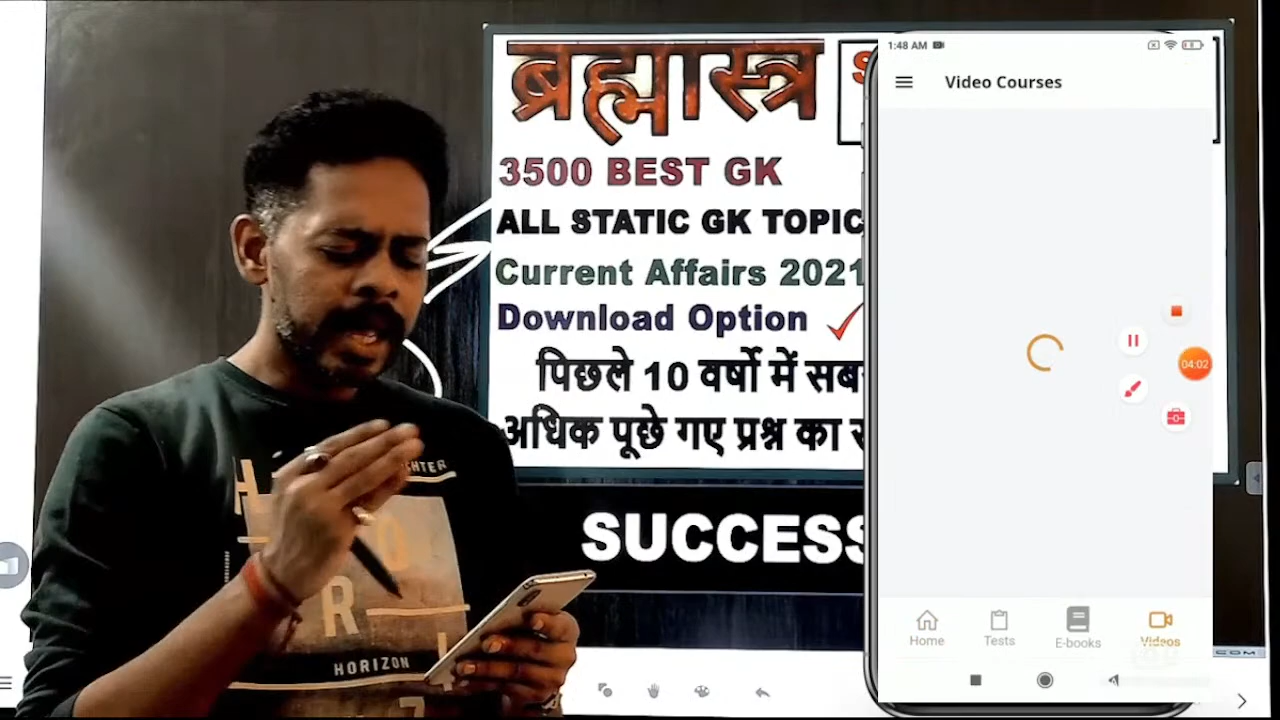 ब्रह्मास्त्र
3500 BEST GK
ALL STATIC GK TOPIC
Current Affairs 2021
Download Option
पिछले 10 वर्षो में सब
अधिक पूछे गए प्रश्न का
SUCCESS
HORIZON
1:48 AM
Video Courses
04:02
Home
Tests
E-books
Videos